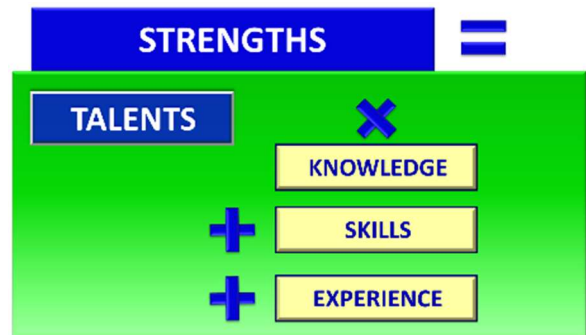 STRENGTHS =
TALENTS ×
KNOWLEDGE
+ SKILLS
+ EXPERIENCE